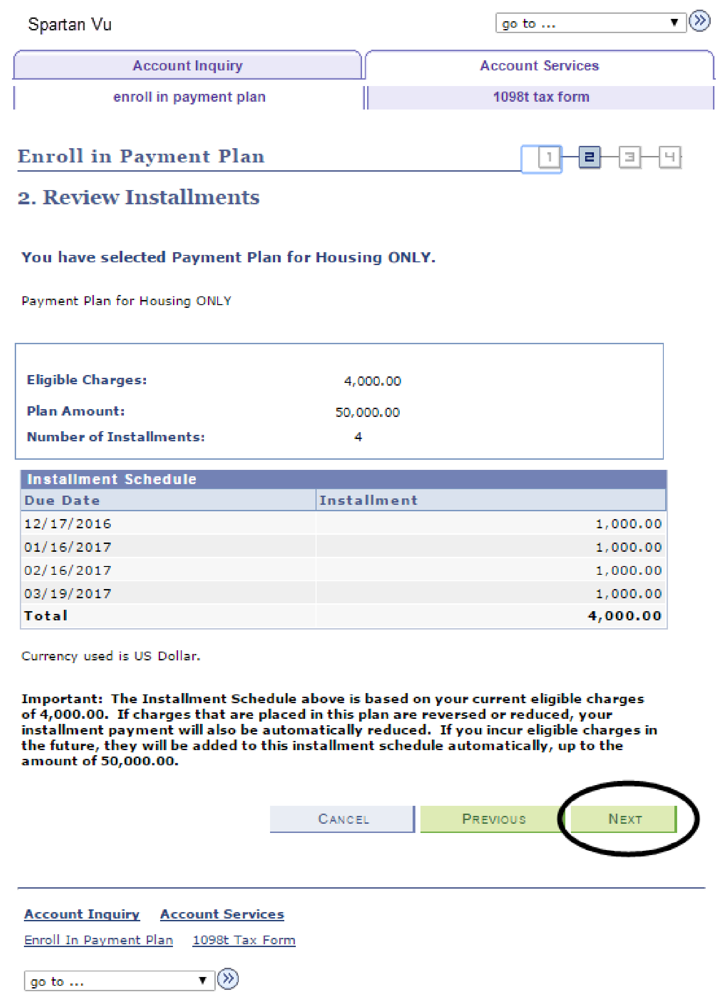 Spartan Vu
go to ...
Account Inquiry
Account Services
enroll in payment plan
1098t tax form
Enroll in Payment Plan
1 2 3 4
2. Review Installments
You have selected Payment Plan for Housing ONLY.
Payment Plan for Housing ONLY
Eligible Charges: 4,000.00
Plan Amount: 50,000.00
Number of Installments: 4
Installment Schedule
Due Date Installment
12/17/2016 1,000.00
01/16/2017 1,000.00
02/16/2017 1,000.00
03/19/2017 1,000.00
Total 4,000.00
Currency used is US Dollar.
Important: The Installment Schedule above is based on your current eligible charges
of 4,000.00. If charges that are placed in this plan are reversed or reduced, your
installment payment will also be automatically reduced. If you incur eligible charges in
the future, they will be added to this installment schedule automatically, up to the
amount of 50,000.00.
CANCEL PREVIOUS NEXT
Account Inquiry Account Services
Enroll In Payment Plan 1098t Tax Form
go to ...